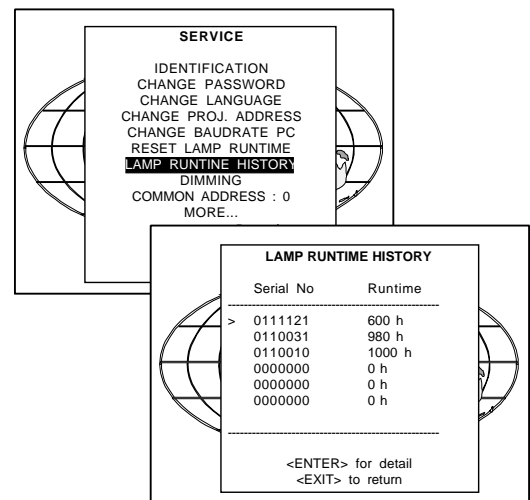 SERVICE
IDENTIFICATION
CHANGE PASSWORD
CHANGE LANGUAGE
CHANGE PROJ. ADDRESS
CHANGE BAUDRATE PC
RESET LAMP RUNTIME
LAMP RUNTINE HISTORY
DIMMING
COMMON ADDRESS : 0
MORE...
LAMP RUNTIME HISTORY
Serial No Runtime
> 0111121 600 h
0110031 980 h
0110010 1000 h
0000000 0 h
0000000 0 h
0000000 0 h
<ENTER> for detail
<EXIT> to return